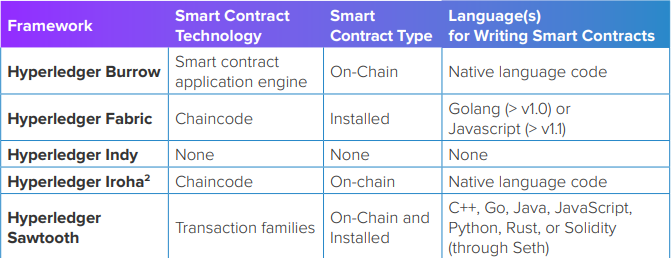 Framework
Smart Contract
Technology
Smart
Contract Type
Language(s)
for Writing Smart Contracts
Hyperledger Burrow
Smart contract
application engine
On-Chain
Native language code
Hyperledger Fabric
Chaincode
Installed
Golang (> v1.0) or
Javascript (> v1.1)
Hyperledger Indy
None
None
None
Hyperledger Iroha²
Chaincode
On-chain
Native language code
Hyperledger
Sawtooth
Transaction families
On-Chain and
Installed
C++, Go, Java, JavaScript,
Python, Rust, or Solidity
(through Seth)